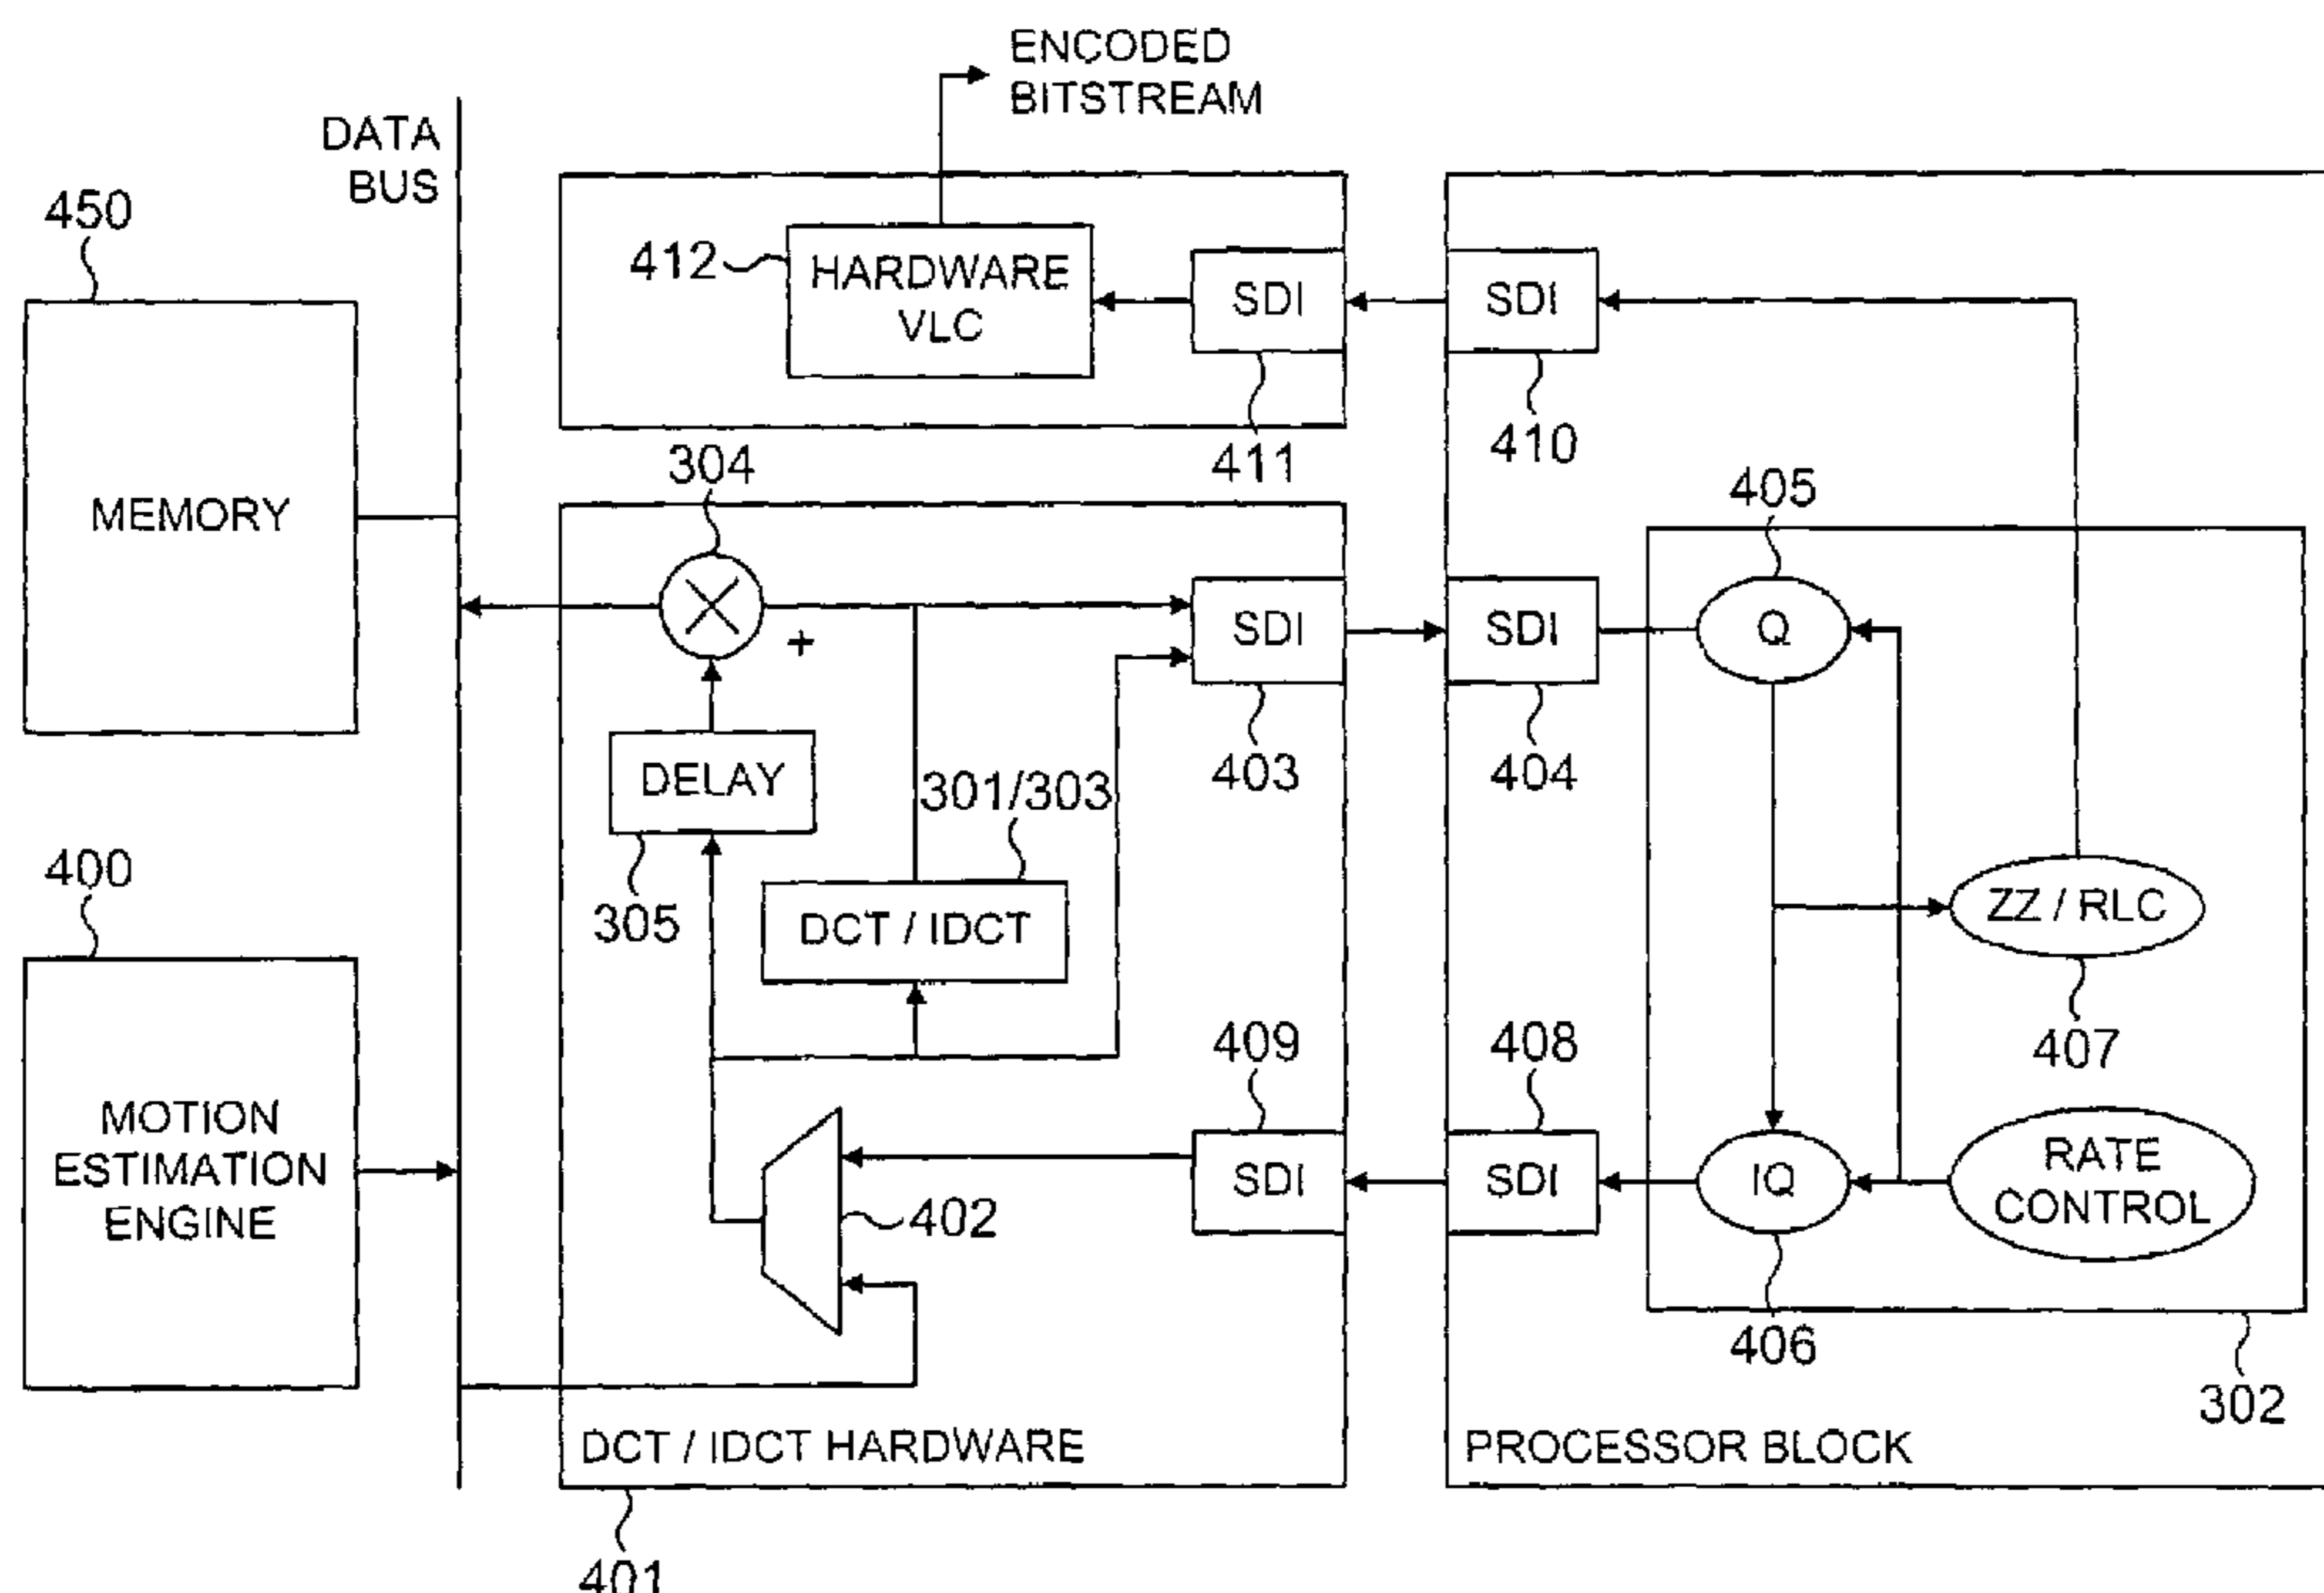 ENCODED
BITSTREAM
DATA
BUS
450
412
HARDWARE
VLC
SDI
SDI
411
410
MEMORY
304
405
+
SDI
SDI
Q
403
404
DELAY
305
301/303
DCT / IDCT
ZZ / RLC
407
400
MOTION
ESTIMATION
ENGINE
402
409
408
SDI
SDI
IQ
RATE
CONTROL
406
302
DCT / IDCT HARDWARE
PROCESSOR BLOCK
401